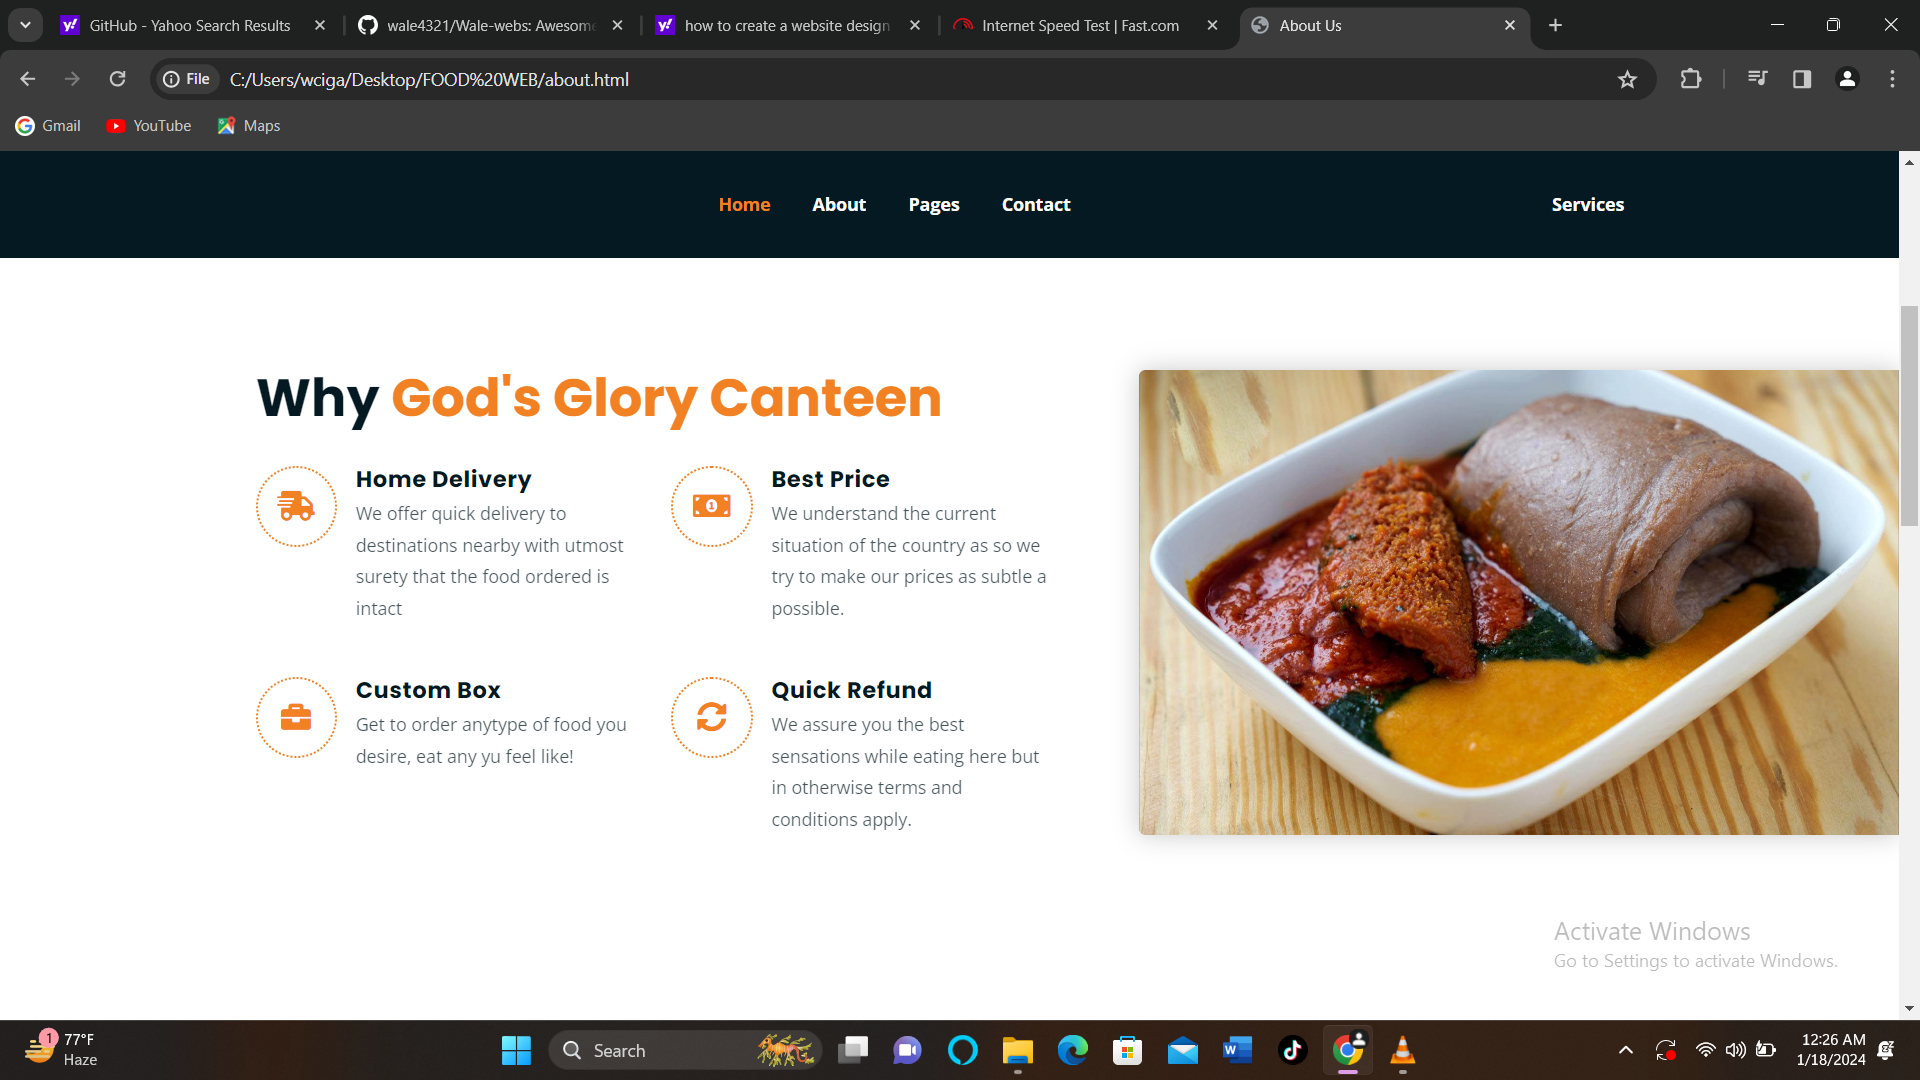 GitHub - Yahoo Search Results
wale4321/Wale-webs: Awesome
how to create a website design
Internet Speed Test | Fast.com
About Us
File
C:/Users/wciga/Desktop/FOOD%20WEB/about.html
Gmail
YouTube
Maps
Home
About
Pages
Contact
Services
Why God's Glory Canteen
Home Delivery
We offer quick delivery to
destinations nearby with utmost
surety that the food ordered is
intact
Best Price
We understand the current
situation of the country as so we
try to make our prices as subtle a
possible.
Custom Box
Get to order anytype of food you
desire, eat any yu feel like!
Quick Refund
We assure you the best
sensations while eating here but
in otherwise terms and
conditions apply.
Activate Windows
Go to Settings to activate Windows.
1
77°F
Haze
Search
12:26 AM
1/18/2024